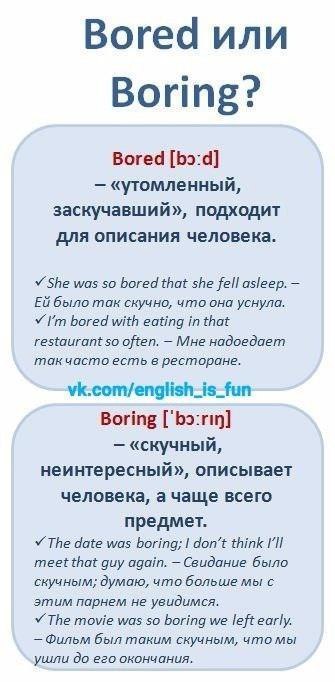 Bored или
Boring?
Bored [bɔːd]
– «утомленный,
заскучавший», подходит
для описания человека.
✓She was so bored that she fell asleep. –
Ей было так скучно, что она уснула.
✓I’m bored with eating in that
restaurant so often. – Мне надоедает
так часто есть в ресторане.
vk.com/english_is_fun
Boring [ˈbɔːrɪŋ]
– «скучный,
неинтересный», описывает
человека, а чаще всего
предмет.
✓The date was boring; I don’t think I’ll
meet that guy again. – Свидание было
скучным; думаю, что больше мы с
этим парнем не увидимся.
✓The movie was so boring we left early.
– Фильм был таким скучным, что мы
ушли до его окончания.